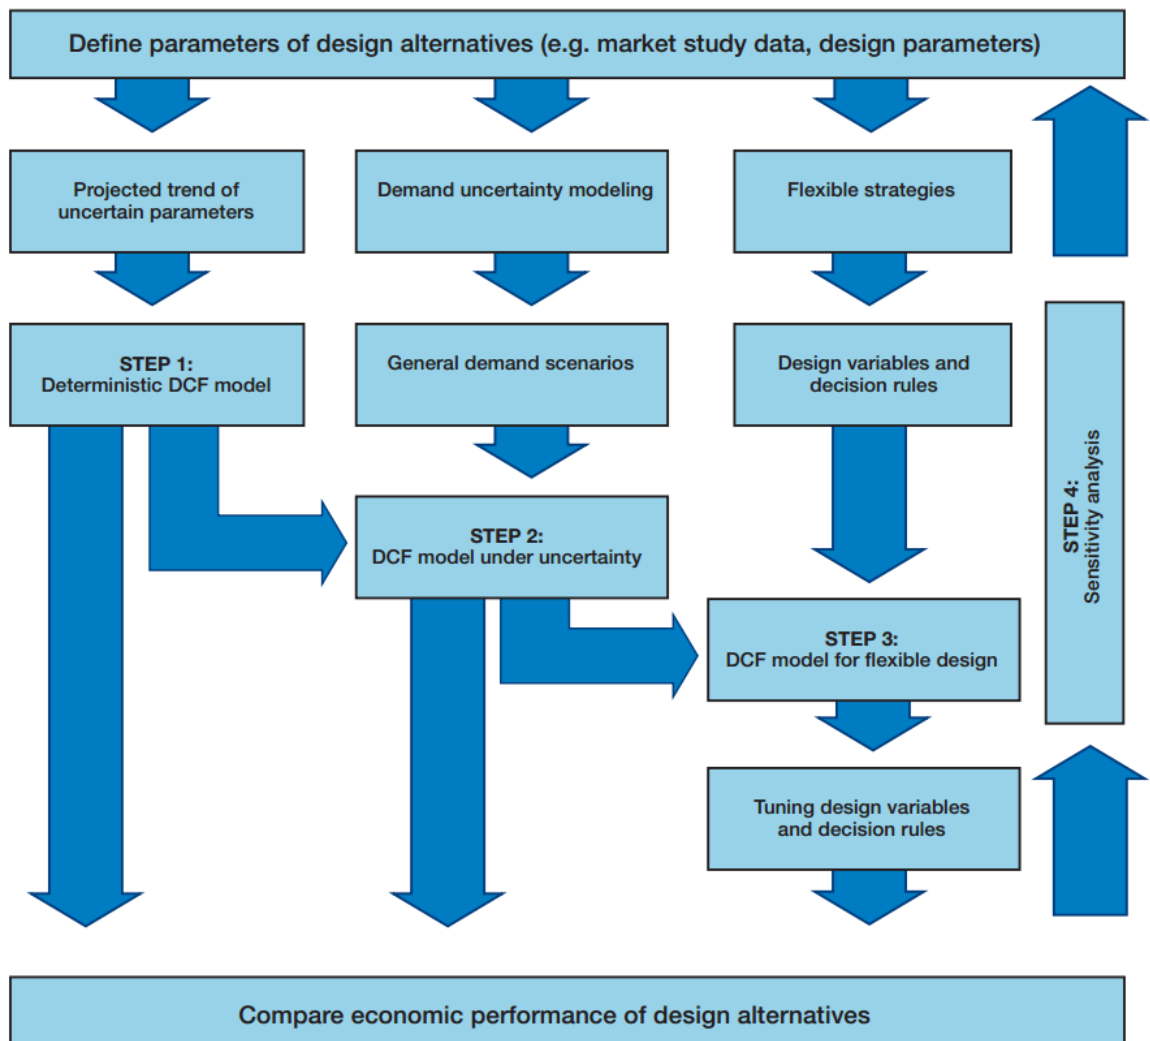 Define parameters of design alternatives (e.g. market study data, design parameters)
Projected trend of
uncertain parameters
Demand uncertainty modeling
Flexible strategies
STEP 1:
Deterministic DCF model
General demand scenarios
Design variables and
decision rules
STEP 2:
DCF model under uncertainty
STEP 3:
DCF model for flexible design
STEP 4:
Sensitivity analysis
Tuning design variables
and decision rules
Compare economic performance of design alternatives